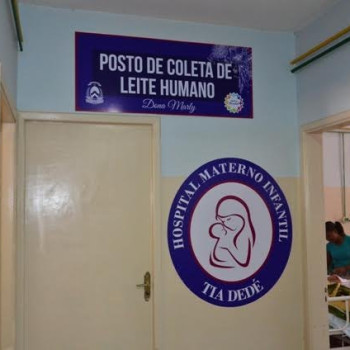 POSTO DE COLETA DE
LEITE HUMANO
Dona Marly
HOSPITAL MATERNO INFANTIL
TIA DEDÉ